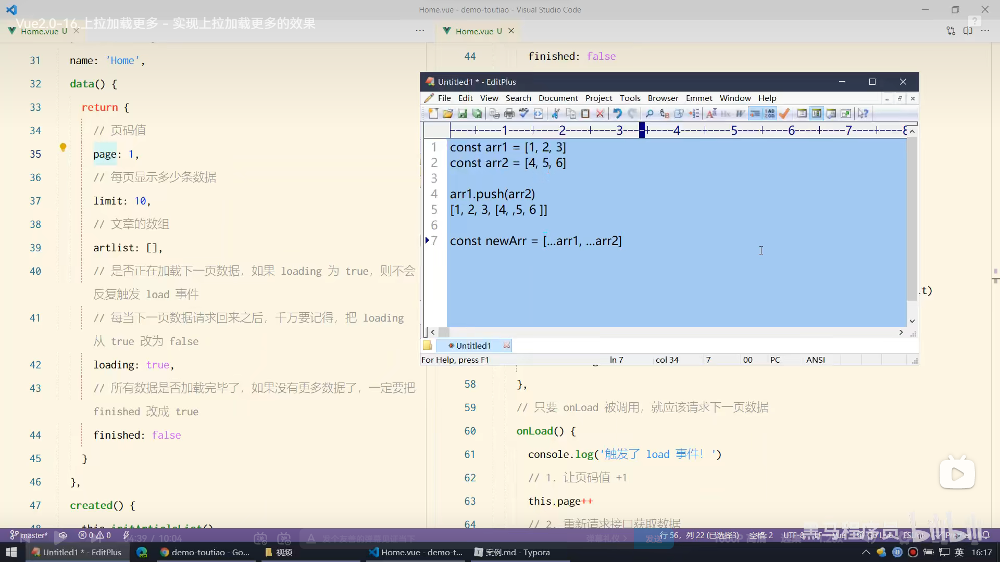 Home.vue - demo-toutiao - Visual Studio Code
Vue2.0-16.上拉加载更多 - 实现上拉加载更多的效果
Home.vue U
Home.vue U
31 name: 'Home',
32 data() {
33 return {
34 // 页码值
35 page: 1,
36 // 每页显示多少条数据
37 limit: 10,
38 // 文章的数组
39 artlist: [],
40 // 是否正在加载下一页数据，如果 loading 为 true，则不会
反复触发 load 事件
41 // 每当下一页数据请求回来之后，千万要记得，把 loading
从 true 改为 false
42 loading: true,
43 // 所有数据是否加载完毕了，如果没有更多数据了，一定要把
finished 改成 true
44 finished: false
45 }
46 },
47 created() {
48 this.initArticleList()
44 finished: false
Untitled1 * - EditPlus
File Edit View Search Document Project Tools Browser Emmet Window Help
----+----1----+----2----+----3----+----4----+----5----+----6----+----7----+----8
1 const arr1 = [1, 2, 3]
2 const arr2 = [4, 5, 6]
3
4 arr1.push(arr2)
5 [1, 2, 3, [4, ,5, 6 ]]
6
7 const newArr = [...arr1, ...arr2]
Untitled1
For Help, press F1 ln 7 col 34 7 00 PC ANSI
t)
58 },
59 // 只要 onLoad 被调用，就应该请求下一页数据
60 onLoad() {
61 console.log('触发了 load 事件！')
62 // 1. 让页码值 +1
63 this.page++
64 // 2. 重新请求接口获取数据
黑马程序员 bilibili
master* 0 0 04:39 / 10:04 发个友善的弹幕见证当下 弹幕礼仪 发送 行 56，列 22 (已选择3) 空格: 2 UTF-8 LF Vue Go Live ESLint Prettier
1080P 高清 选集
Untitled1 * - EditPlus demo-toutiao - Go... 视频 Home.vue - demo-t... 案例.md - Typora 英 16:17